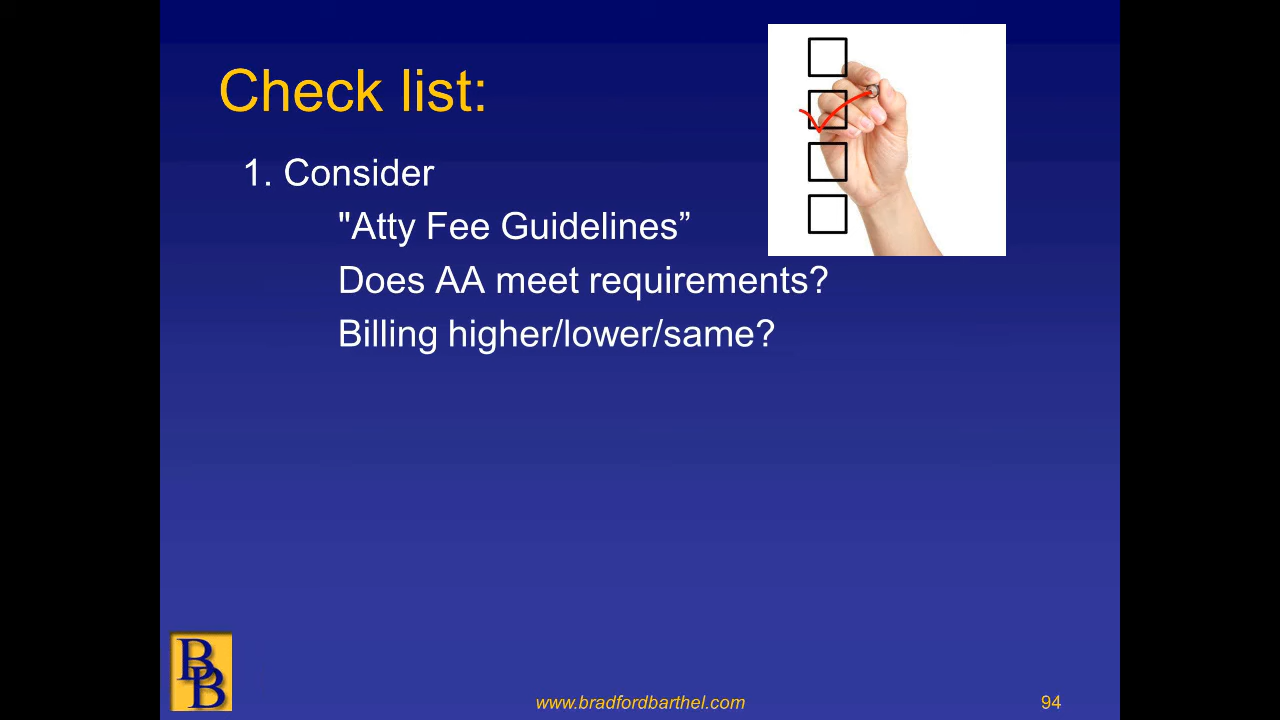 Check list:
1. Consider
"Atty Fee Guidelines”
Does AA meet requirements?
Billing higher/lower/same?
BB
www.bradfordbarthel.com
94